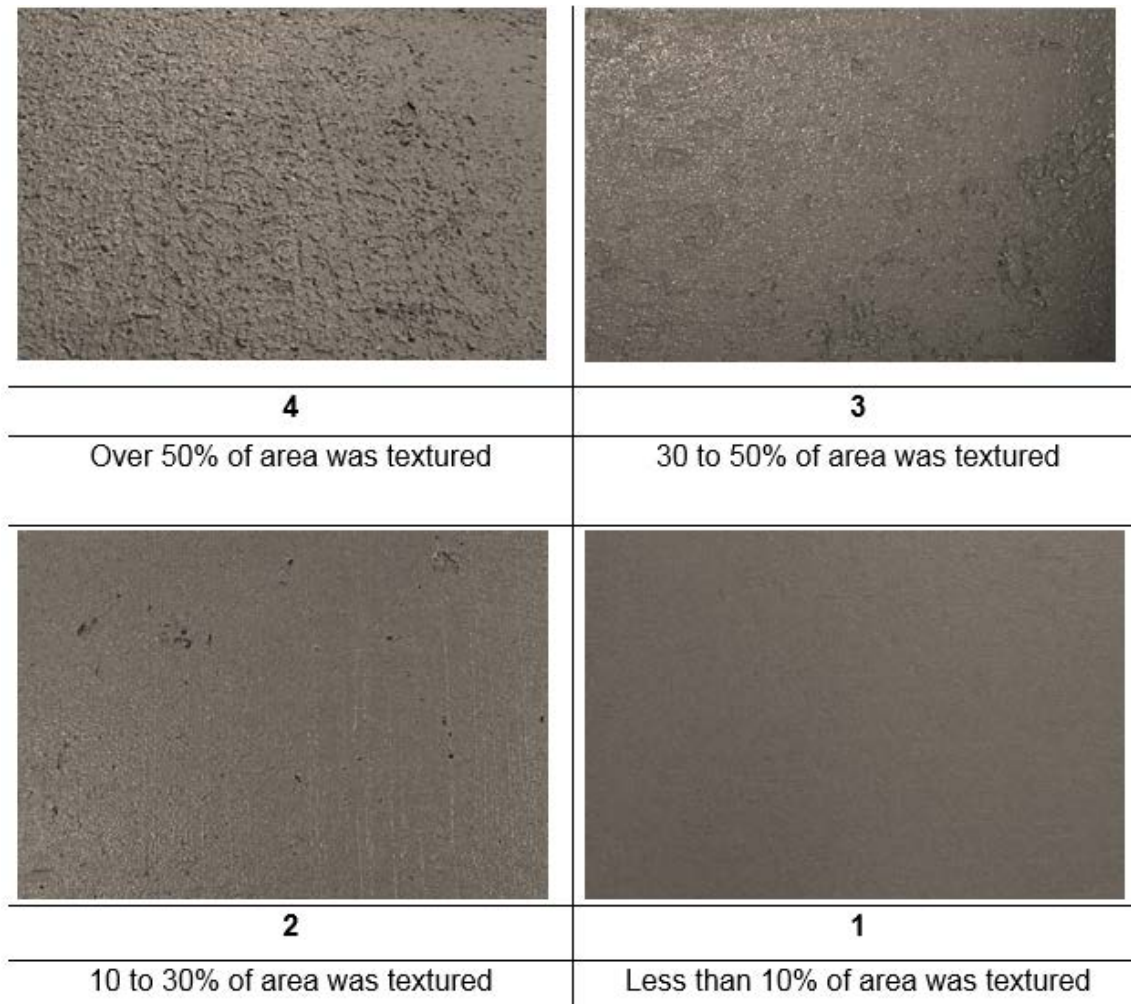 4
3
Over 50% of area was textured
30 to 50% of area was textured
2
1
10 to 30% of area was textured
Less than 10% of area was textured